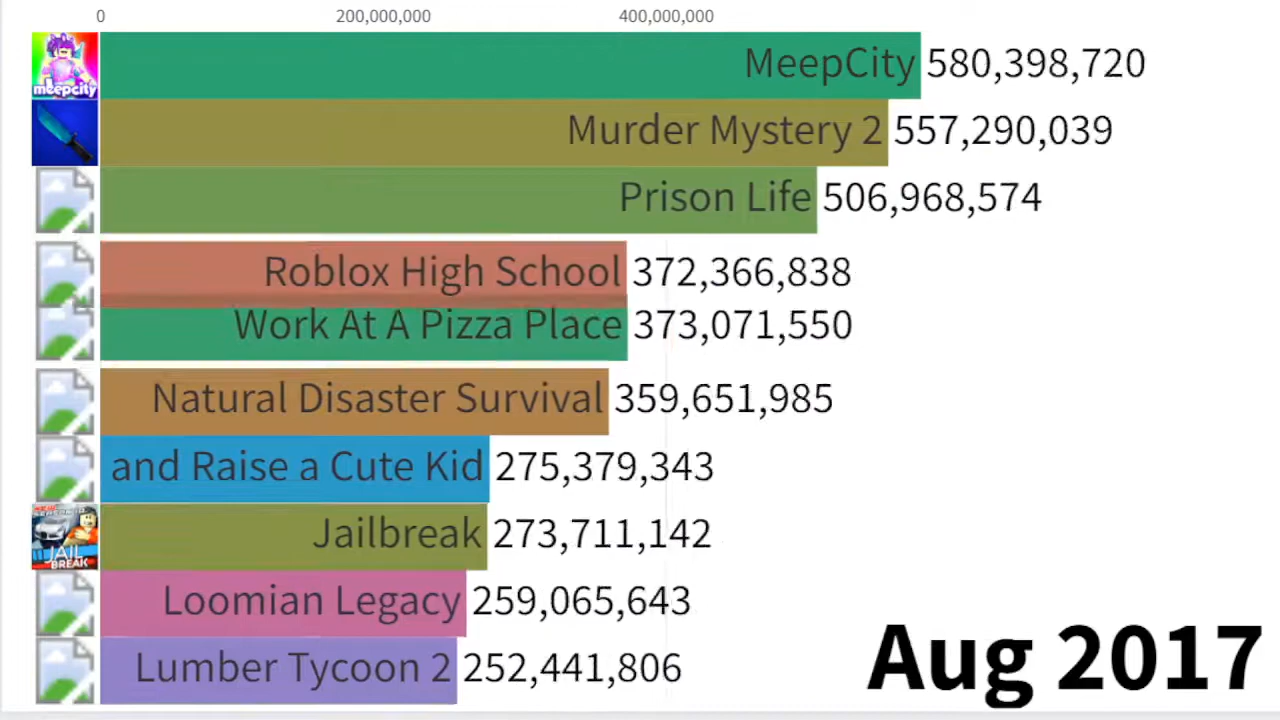 0 200,000,000 400,000,000
meepcity
MeepCity 580,398,720
Murder Mystery 2 557,290,039
Prison Life 506,968,574
Roblox High School 372,366,838
Work At A Pizza Place 373,071,550
Natural Disaster Survival 359,651,985
and Raise a Cute Kid 275,379,343
JAIL
BREAK
Jailbreak 273,711,142
Loomian Legacy 259,065,643
Lumber Tycoon 2 252,441,806
Aug 2017